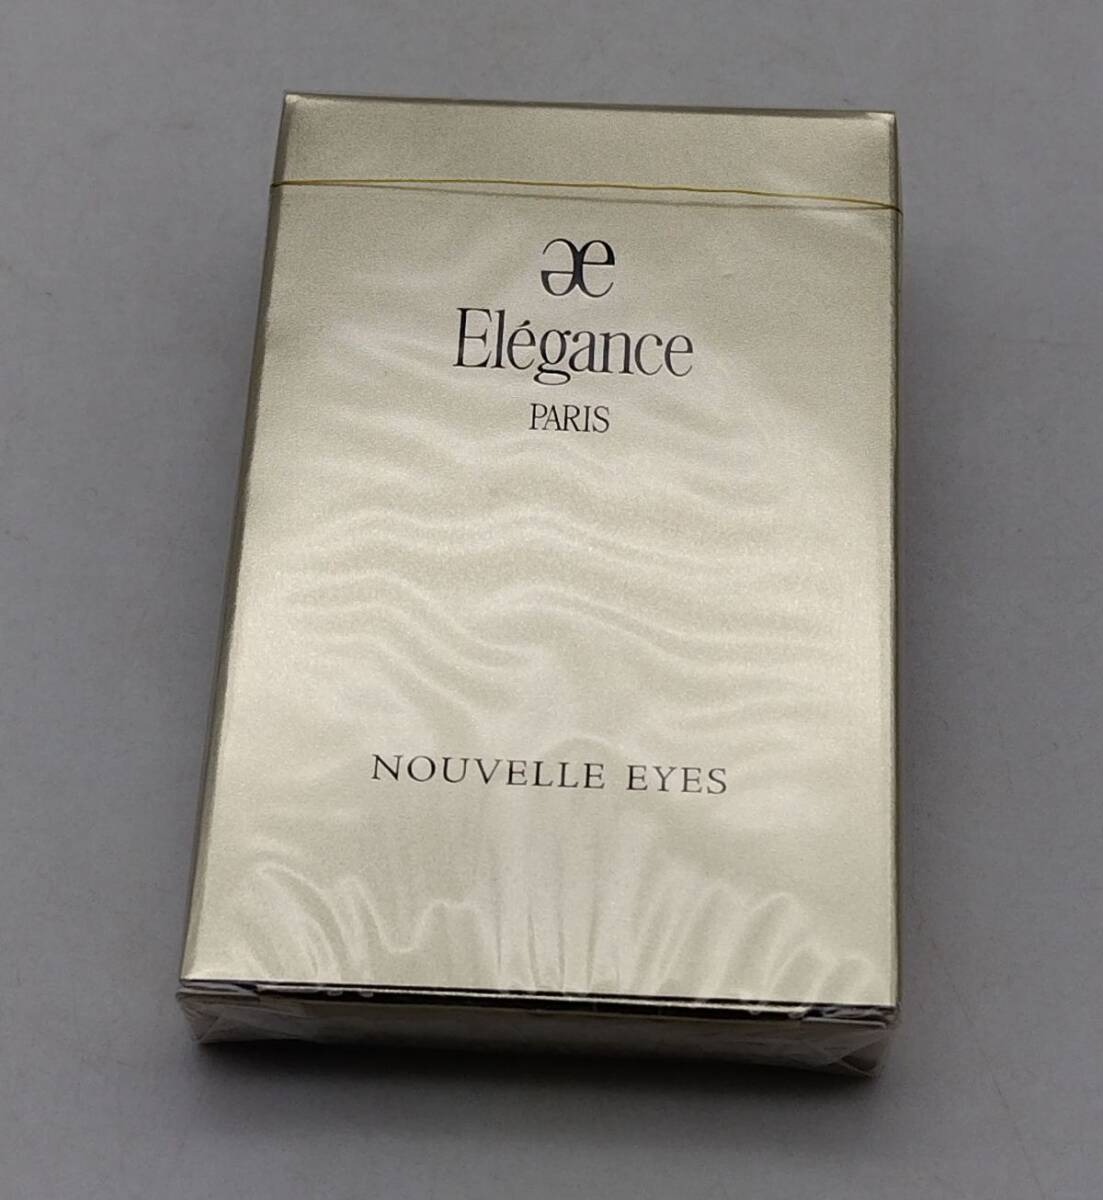 æ
Elégance
PARIS
NOUVELLE EYES